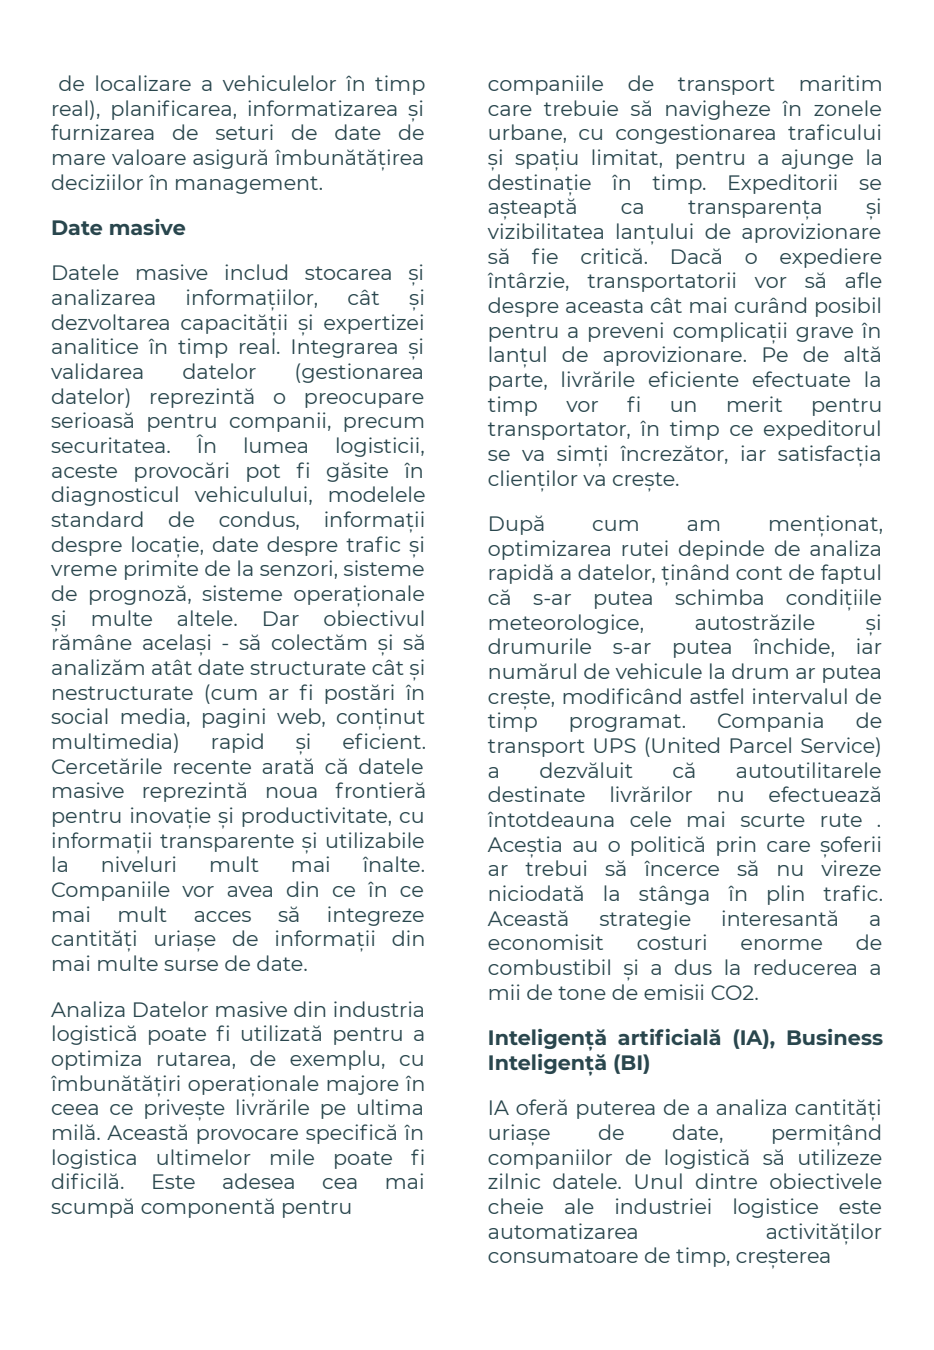 de localizare a vehiculelor în timp
real), planificarea, informatizarea și
furnizarea de seturi de date de
mare valoare asigură îmbunătățirea
deciziilor în management.
Date masive
Datele masive includ stocarea și
analizarea informațiilor, cât și
dezvoltarea capacității și expertizei
analitice în timp real. Integrarea și
validarea datelor (gestionarea
datelor) reprezintă o preocupare
serioasă pentru companii, precum
securitatea. În lumea logisticii,
aceste provocări pot fi găsite în
diagnosticul vehiculului, modelele
standard de condus, informații
despre locație, date despre trafic și
vreme primite de la senzori, sisteme
de prognoză, sisteme operaționale
și multe altele. Dar obiectivul
rămâne același - să colectăm și să
analizăm atât date structurate cât și
nestructurate (cum ar fi postări în
social media, pagini web, conținut
multimedia) rapid și eficient.
Cercetările recente arată că datele
masive reprezintă noua frontieră
pentru inovație și productivitate, cu
informații transparente și utilizabile
la niveluri mult mai înalte.
Companiile vor avea din ce în ce
mai mult acces să integreze
cantități uriașe de informații din
mai multe surse de date.
Analiza Datelor masive din industria
logistică poate fi utilizată pentru a
optimiza rutarea, de exemplu, cu
îmbunătățiri operaționale majore în
ceea ce privește livrările pe ultima
milă. Această provocare specifică în
logistica ultimelor mile poate fi
dificilă. Este adesea cea mai
scumpă componentă pentru
companiile de transport maritim
care trebuie să navigheze în zonele
urbane, cu congestionarea traficului
și spațiu limitat, pentru a ajunge la
destinație în timp. Expeditorii se
așteaptă ca transparența și
vizibilitatea lanțului de aprovizionare
să fie critică. Dacă o expediere
întârzie, transportatorii vor să afle
despre aceasta cât mai curând posibil
pentru a preveni complicații grave în
lanțul de aprovizionare. Pe de altă
parte, livrările eficiente efectuate la
timp vor fi un merit pentru
transportator, în timp ce expeditorul
se va simți încrezător, iar satisfacția
clienților va crește.
După cum am menționat,
optimizarea rutei depinde de analiza
rapidă a datelor, ținând cont de faptul
că s-ar putea schimba condițiile
meteorologice, autostrăzile și
drumurile s-ar putea închide, iar
numărul de vehicule la drum ar putea
crește, modificând astfel intervalul de
timp programat. Compania de
transport UPS (United Parcel Service)
a dezvăluit că autoutilitarele
destinate livrărilor nu efectuează
întotdeauna cele mai scurte rute .
Aceștia au o politică prin care șoferii
ar trebui să încerce să nu vireze
niciodată la stânga în plin trafic.
Această strategie interesantă a
economisit costuri enorme de
combustibil și a dus la reducerea a
mii de tone de emisii CO2.
Inteligență artificială (IA), Business
Inteligență (BI)
IA oferă puterea de a analiza cantități
uriașe de date, permițând
companiilor de logistică să utilizeze
zilnic datele. Unul dintre obiectivele
cheie ale industriei logistice este
automatizarea activităților
consumatoare de timp, creșterea